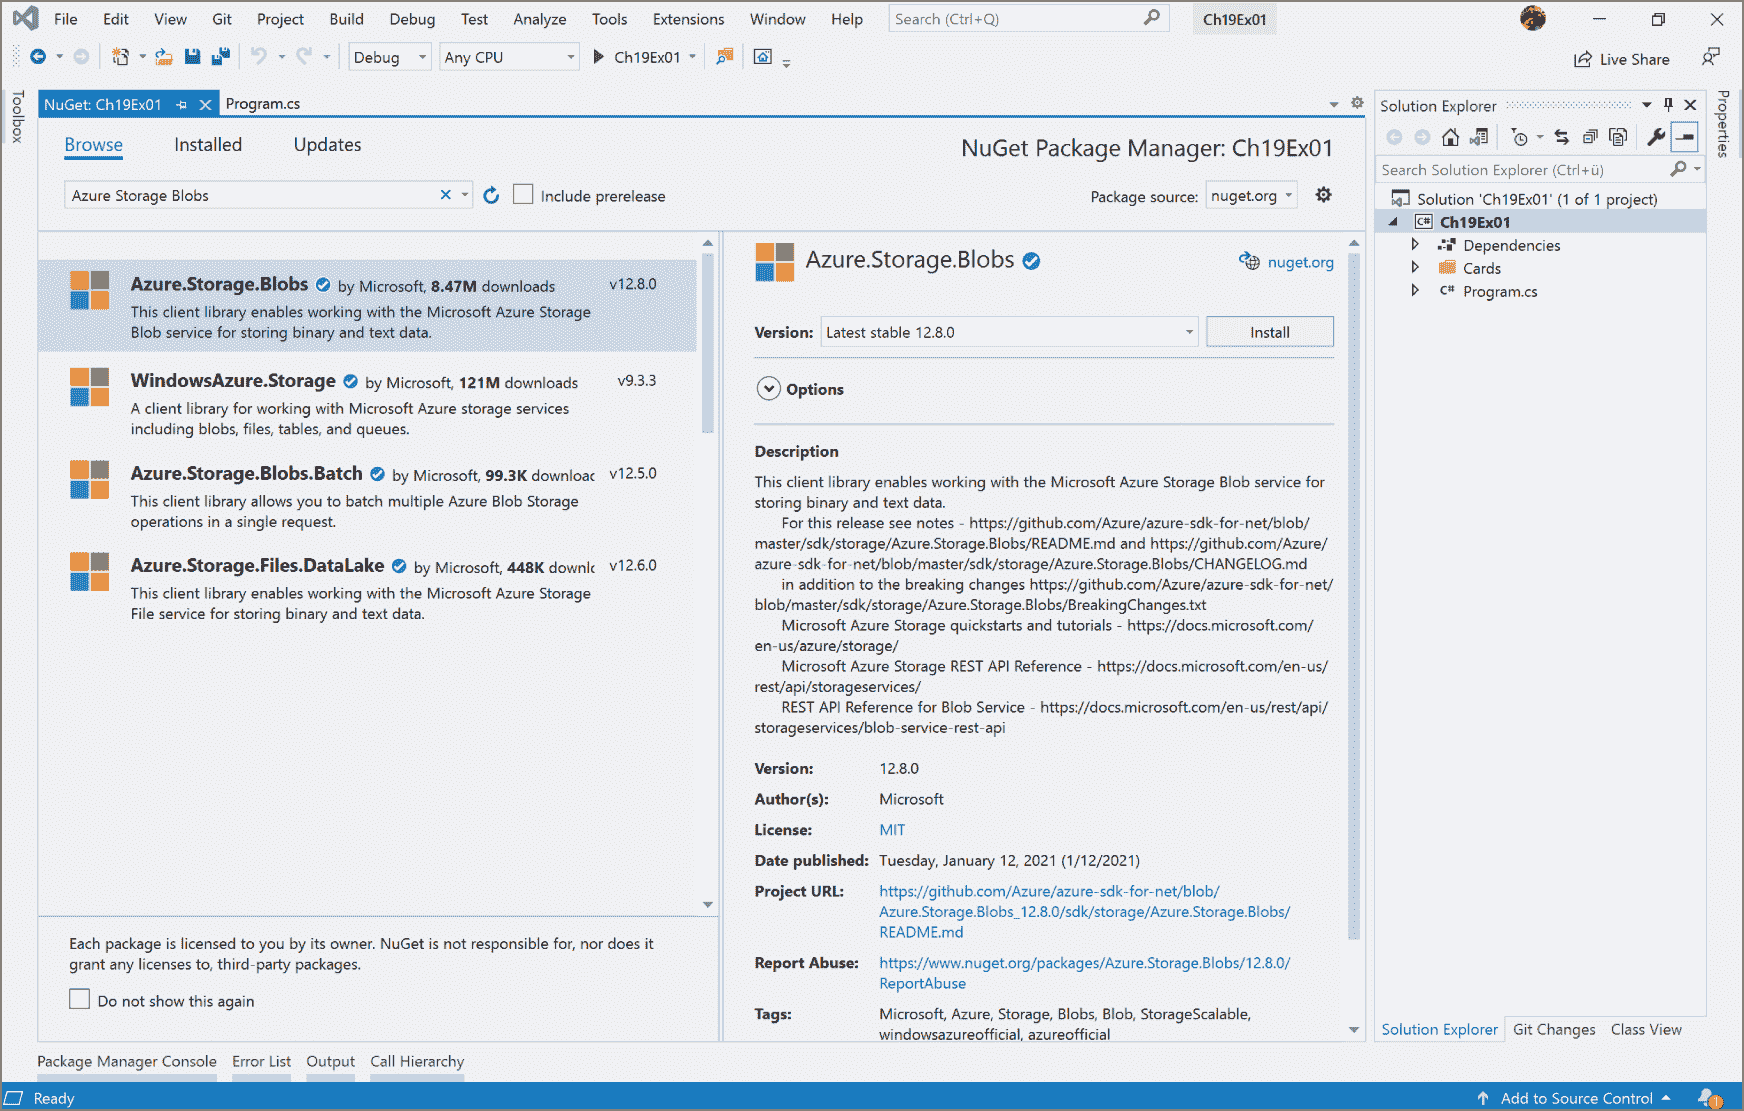 File Edit View Git Project Build Debug Test Analyze Tools Extensions Window Help Search (Ctrl+Q) Ch19Ex01
Debug Any CPU Ch19Ex01 Live Share
Toolbox
NuGet: Ch19Ex01 Program.cs
Browse Installed Updates
NuGet Package Manager: Ch19Ex01
Azure Storage Blobs Include prerelease
Package source: nuget.org
Azure.Storage.Blobs by Microsoft, 8.47M downloads v12.8.0
This client library enables working with the Microsoft Azure Storage
Blob service for storing binary and text data.
WindowsAzure.Storage by Microsoft, 121M downloads v9.3.3
A client library for working with Microsoft Azure storage services
including blobs, files, tables, and queues.
Azure.Storage.Blobs.Batch by Microsoft, 99.3K downloac v12.5.0
This client library allows you to batch multiple Azure Blob Storage
operations in a single request.
Azure.Storage.Files.DataLake by Microsoft, 448K downlc v12.6.0
This client library enables working with the Microsoft Azure Storage
File service for storing binary and text data.
Each package is licensed to you by its owner. NuGet is not responsible for, nor does it
grant any licenses to, third-party packages.
Do not show this again
Azure.Storage.Blobs nuget.org
Version: Latest stable 12.8.0 Install
Options
Description
This client library enables working with the Microsoft Azure Storage Blob service for
storing binary and text data.
For this release see notes - https://github.com/Azure/azure-sdk-for-net/blob/
master/sdk/storage/Azure.Storage.Blobs/README.md and https://github.com/Azure/
azure-sdk-for-net/blob/master/sdk/storage/Azure.Storage.Blobs/CHANGELOG.md
in addition to the breaking changes https://github.com/Azure/azure-sdk-for-net/
blob/master/sdk/storage/Azure.Storage.Blobs/BreakingChanges.txt
Microsoft Azure Storage quickstarts and tutorials - https://docs.microsoft.com/
en-us/azure/storage/
Microsoft Azure Storage REST API Reference - https://docs.microsoft.com/en-us/
rest/api/storageservices/
REST API Reference for Blob Service - https://docs.microsoft.com/en-us/rest/api/
storageservices/blob-service-rest-api
Version: 12.8.0
Author(s): Microsoft
License: MIT
Date published: Tuesday, January 12, 2021 (1/12/2021)
Project URL: https://github.com/Azure/azure-sdk-for-net/blob/
Azure.Storage.Blobs_12.8.0/sdk/storage/Azure.Storage.Blobs/
README.md
Report Abuse: https://www.nuget.org/packages/Azure.Storage.Blobs/12.8.0/
ReportAbuse
Tags: Microsoft, Azure, Storage, Blobs, Blob, StorageScalable,
windowsazureofficial, azureofficial
Solution Explorer
Search Solution Explorer (Ctrl+ü)
Solution 'Ch19Ex01' (1 of 1 project)
C# Ch19Ex01
Dependencies
Cards
C# Program.cs
Solution Explorer Git Changes Class View
Properties
Package Manager Console Error List Output Call Hierarchy
Ready Add to Source Control 1